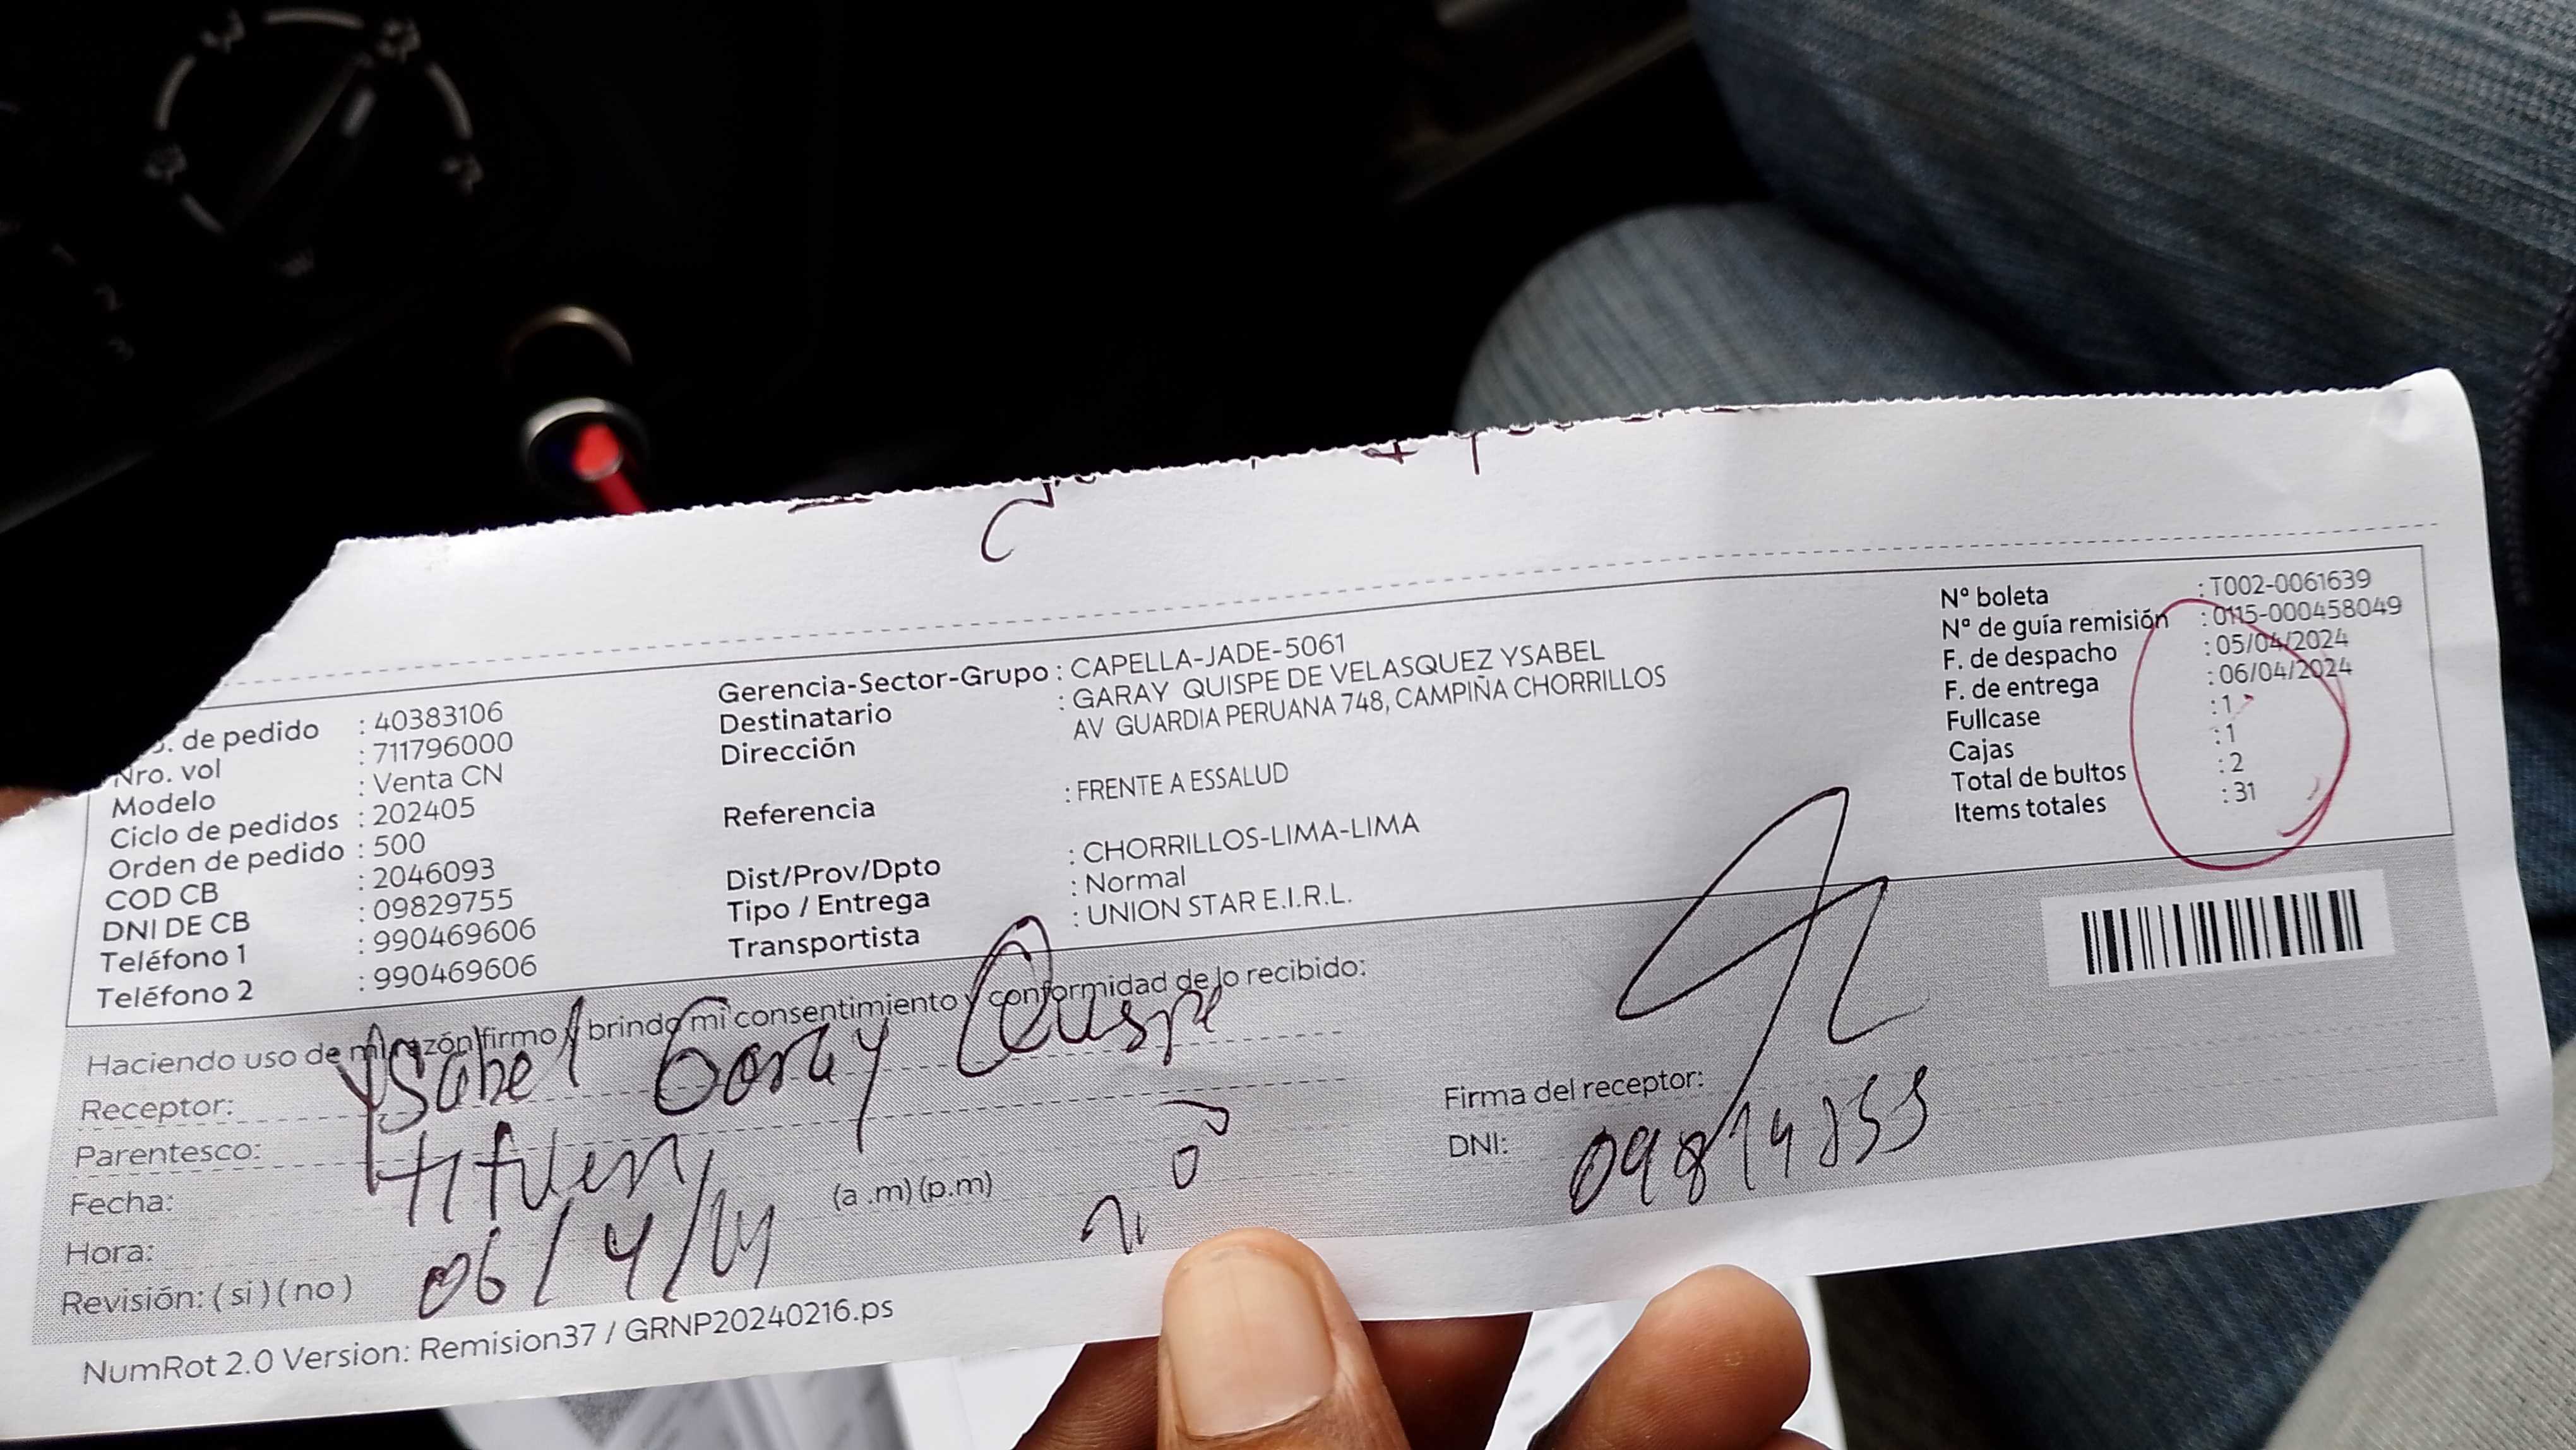 . de pedido : 40383106
Nro. vol : 711796000
Modelo : Venta CN
Ciclo de pedidos : 202405
Orden de pedido : 500
COD CB : 2046093
DNI DE CB : 09829755
Teléfono 1 : 990469606
Teléfono 2 : 990469606
Gerencia-Sector-Grupo : CAPELLA-JADE-5061
Destinatario : GARAY QUISPE DE VELASQUEZ YSABEL
Dirección AV GUARDIA PERUANA 748, CAMPIÑA CHORRILLOS
Referencia : FRENTE A ESSALUD
Dist/Prov/Dpto : CHORRILLOS-LIMA-LIMA
Tipo / Entrega : Normal
Transportista : UNION STAR E.I.R.L.
Nº boleta : T002-0061639
Nº de guía remisión : 0115-000458049
F. de despacho : 05/04/2024
F. de entrega : 06/04/2024
Fullcase : 1
Cajas : 1
Total de bultos : 2
Items totales : 31
Haciendo uso de mi razón firmo y brindo mi consentimiento y conformidad de lo recibido:
Receptor: Ysabel Garay Quispe
Parentesco:
Fecha: (a .m) (p.m)
Hora:
Revisión: ( si ) ( no ) 06/4/24
Firma del receptor:
DNI:
NumRot 2.0 Version: Remision37 / GRNP20240216.ps